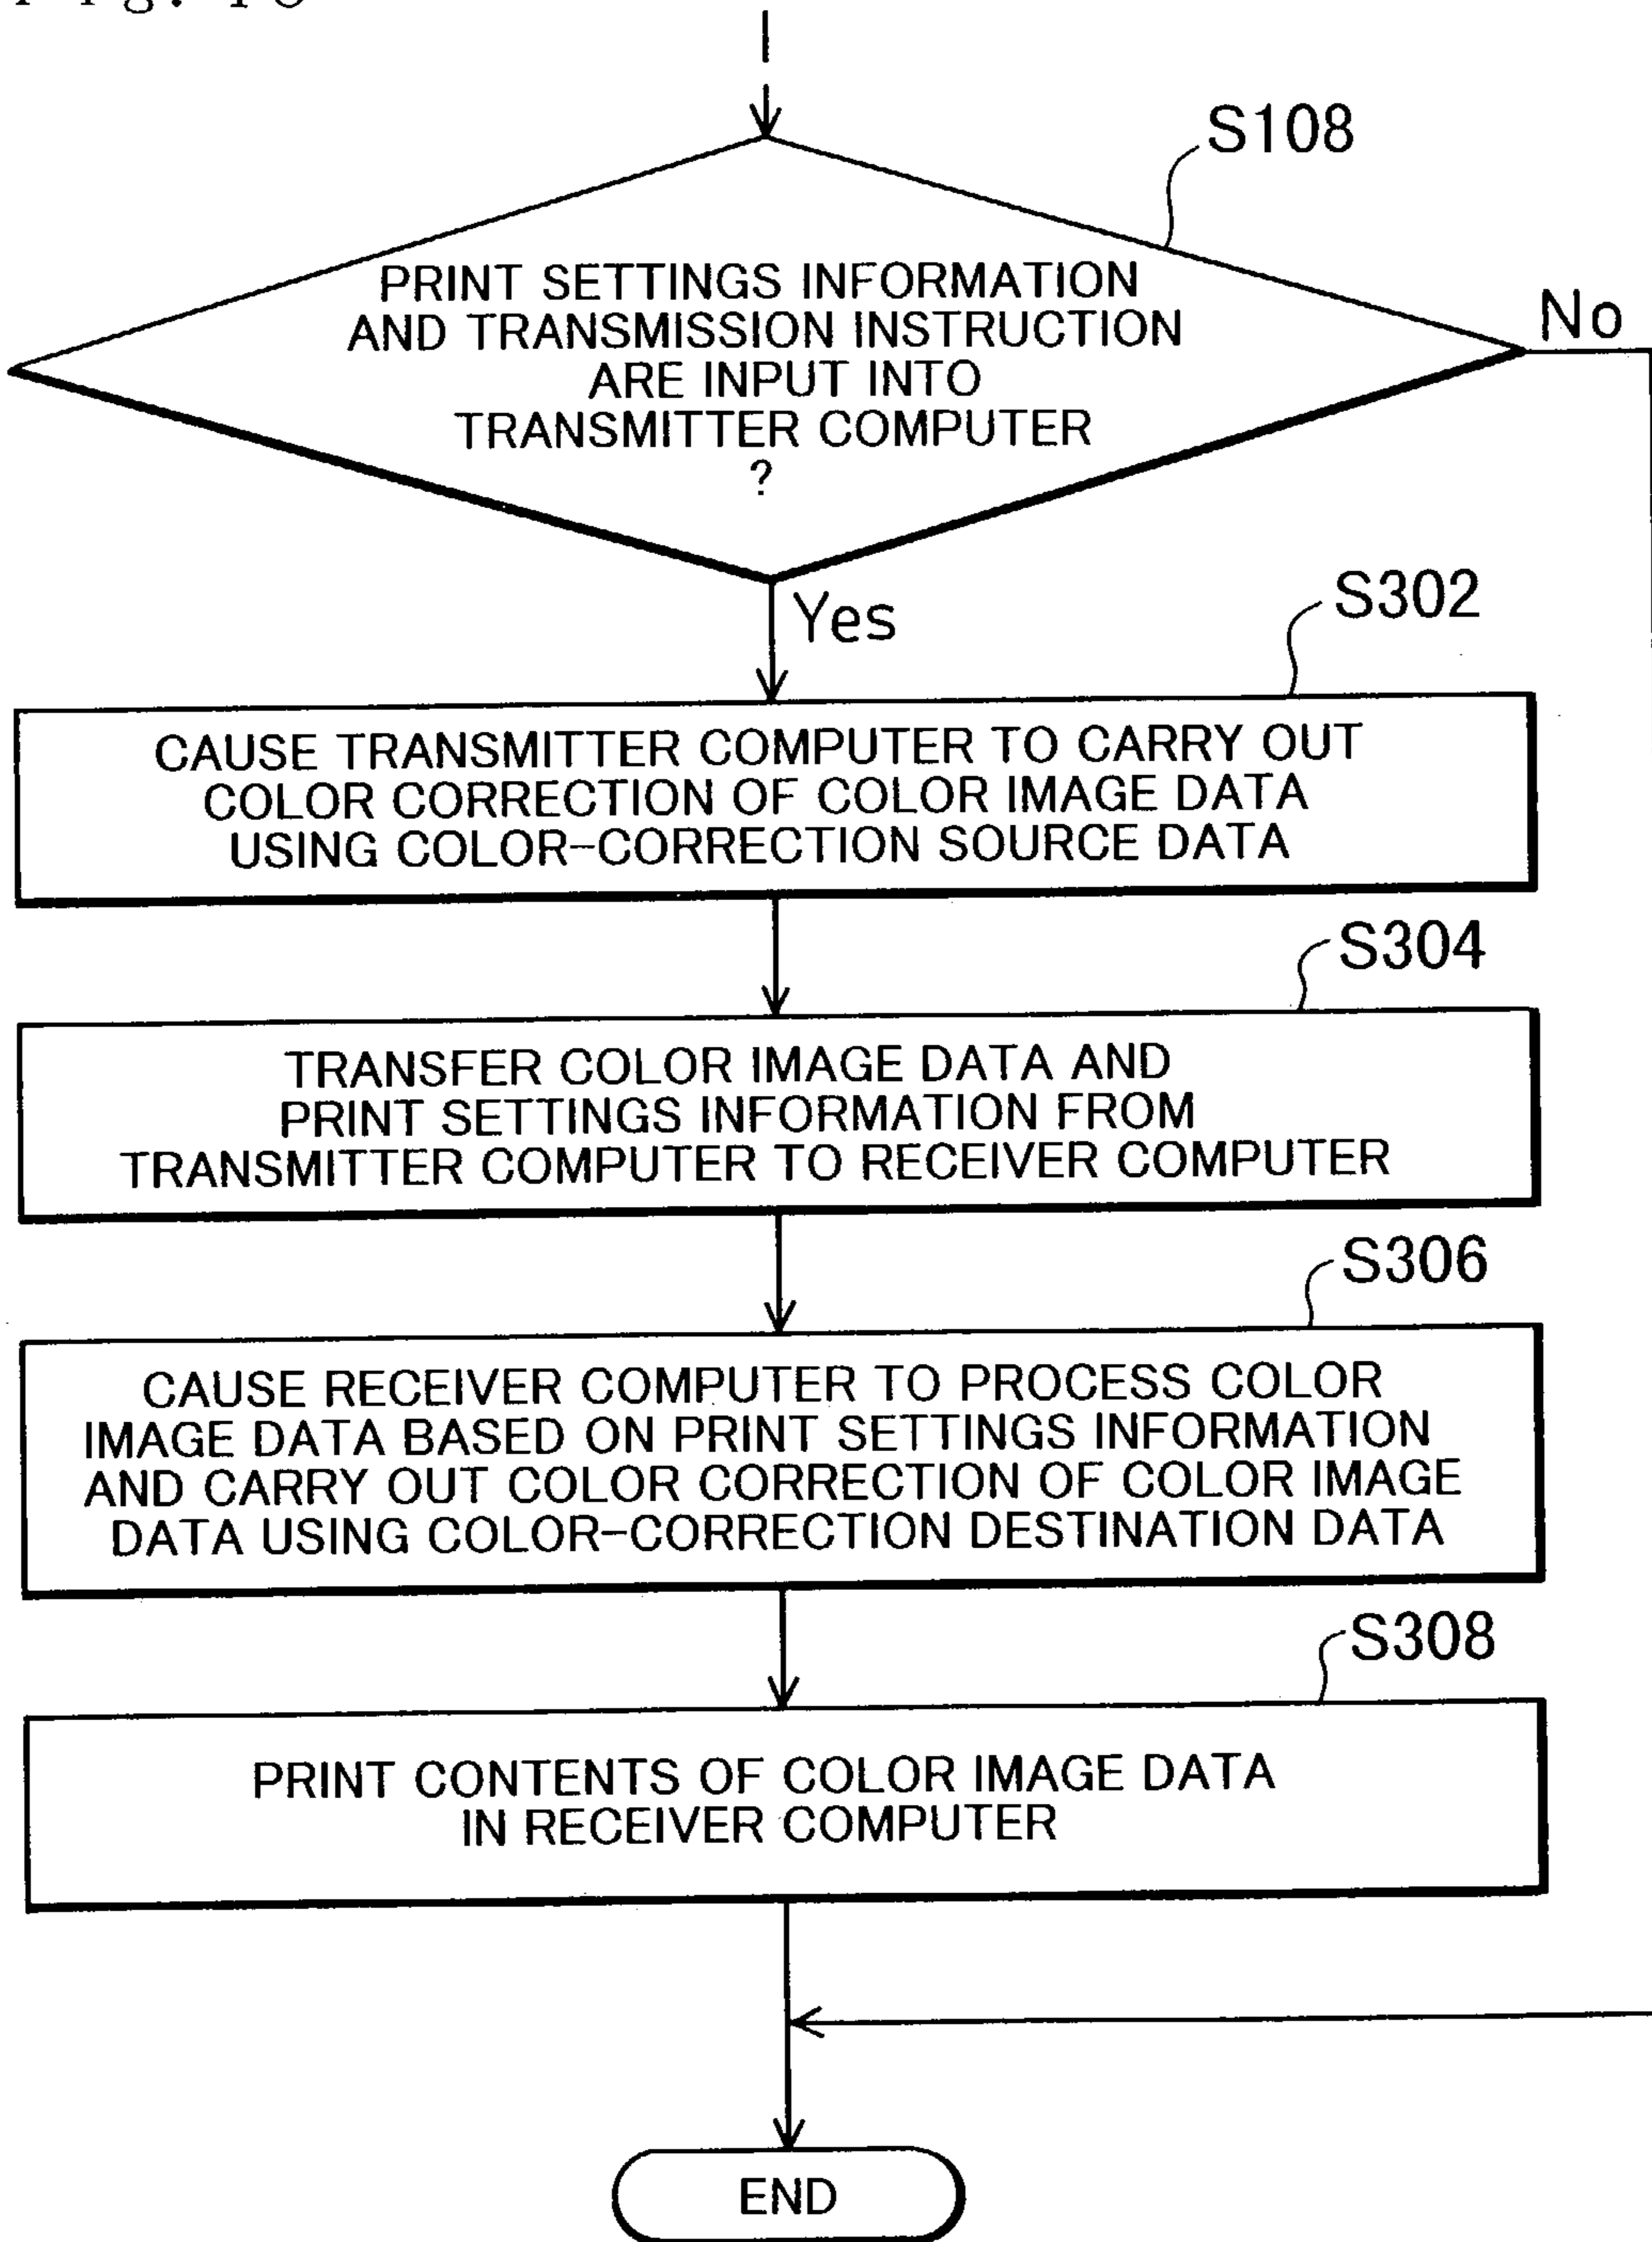 S108
PRINT SETTINGS INFORMATION
AND TRANSMISSION INSTRUCTION
ARE INPUT INTO
TRANSMITTER COMPUTER
?
No
Yes
S302
CAUSE TRANSMITTER COMPUTER TO CARRY OUT
COLOR CORRECTION OF COLOR IMAGE DATA
USING COLOR-CORRECTION SOURCE DATA
S304
TRANSFER COLOR IMAGE DATA AND
PRINT SETTINGS INFORMATION FROM
TRANSMITTER COMPUTER TO RECEIVER COMPUTER
S306
CAUSE RECEIVER COMPUTER TO PROCESS COLOR
IMAGE DATA BASED ON PRINT SETTINGS INFORMATION
AND CARRY OUT COLOR CORRECTION OF COLOR IMAGE
DATA USING COLOR-CORRECTION DESTINATION DATA
S308
PRINT CONTENTS OF COLOR IMAGE DATA
IN RECEIVER COMPUTER
END